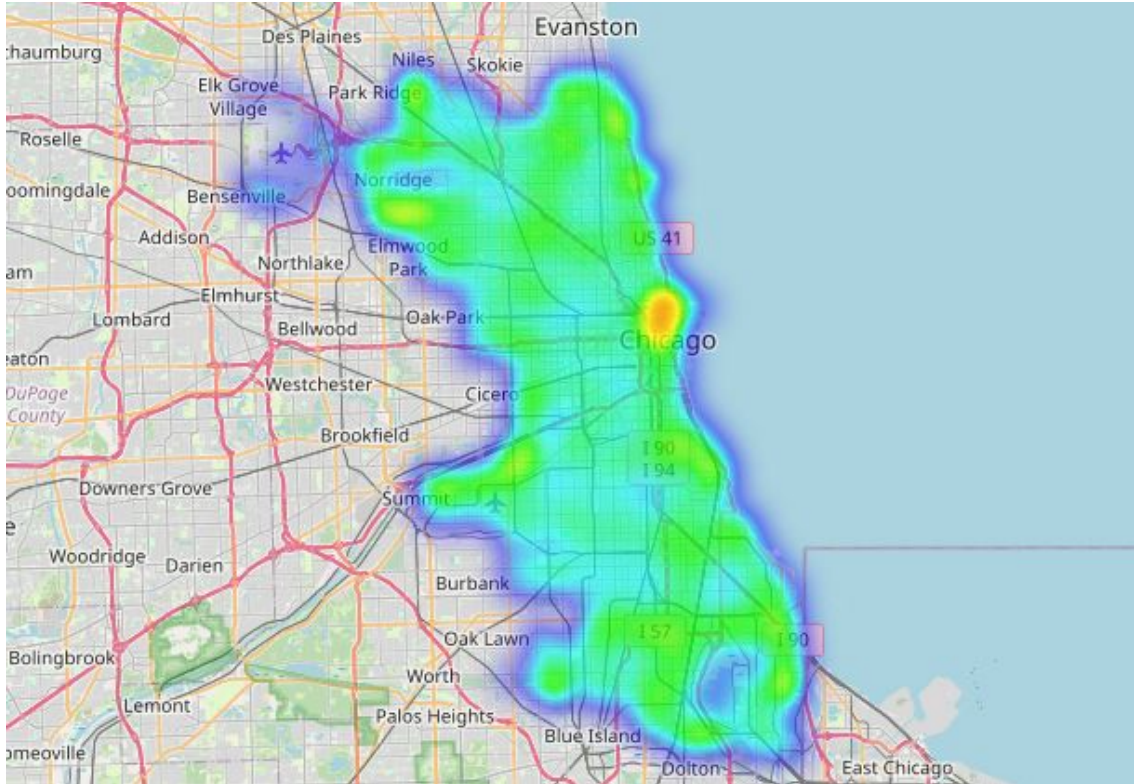 Evanston
Des Plaines
chaumburg
Niles
Skokie
Elk Grove
Village
Park Ridge
Roselle
Norridge
oomingdale
Bensenville
Addison
US 41
Elmwood
Park
Northlake
am
Elmhurst
Lombard
Oak Park
Bellwood
Chicago
eaton
Westchester
DuPage
County
Cicero
Brookfield
I 90
I 94
Downers Grove
Summit
e
Woodridge
Darien
Burbank
I 57
I 90
Oak Lawn
Bolingbrook
Worth
Lemont
Palos Heights
Blue Island
omeoville
Dolton
East Chicago